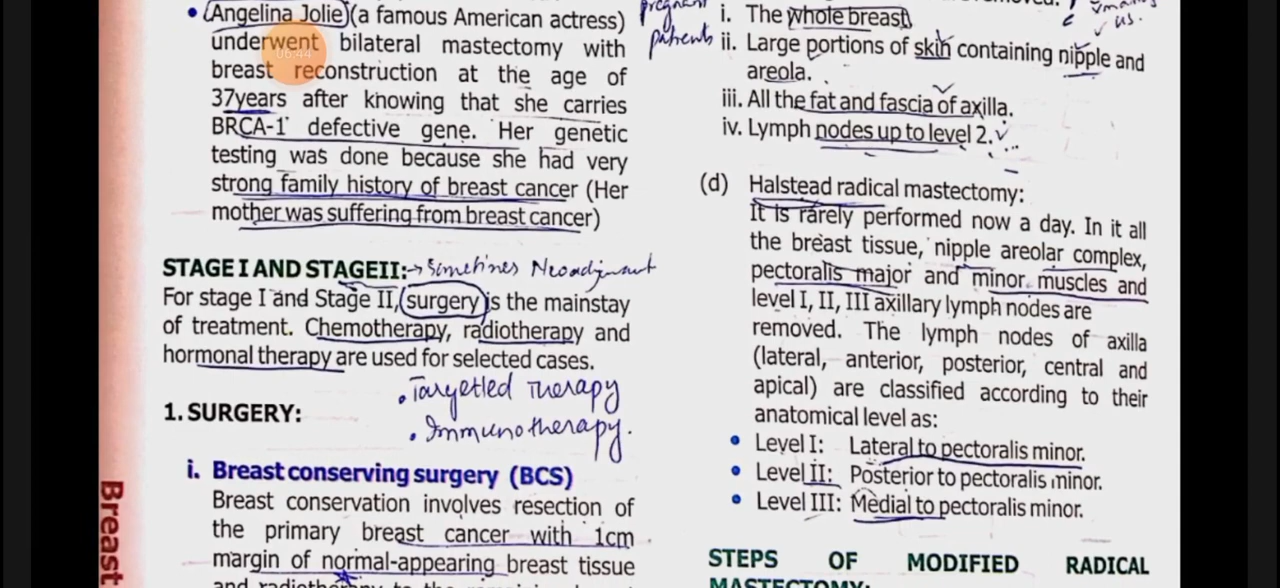 • Angelina Jolie (a famous American actress)
underwent bilateral mastectomy with
06:44
breast reconstruction at the age of
37years after knowing that she carries
BRCA-1 defective gene. Her genetic
testing was done because she had very
strong family history of breast cancer (Her
mother was suffering from breast cancer)
STAGE I AND STAGEII: → Sometimes Neoadjuvant
For stage I and Stage II, surgery is the mainstay
of treatment. Chemotherapy, radiotherapy and
hormonal therapy are used for selected cases.
• Targetled Therapy
• Immunotherapy.
1. SURGERY:
i. Breast conserving surgery (BCS)
Breast conservation involves resection of
the primary breast cancer with 1cm
margin of normal-appearing breast tissue
and
Breast
pregnant
patients
i. The whole breast
ii. Large portions of skin containing nipple and
areola.
iii. All the fat and fascia of axilla.
iv. Lymph nodes up to level 2.
(d) Halstead radical mastectomy:
It is rarely performed now a day. In it all
the breast tissue, nipple areolar complex,
pectoralis major and minor muscles and
level I, II, III axillary lymph nodes are
removed. The lymph nodes of axilla
(lateral, anterior, posterior, central and
apical) are classified according to their
anatomical level as:
• Level I: Lateral to pectoralis minor.
• Level II: Posterior to pectoralis minor.
• Level III: Medial to pectoralis minor.
STEPS OF MODIFIED RADICAL
MASTECTOMY: